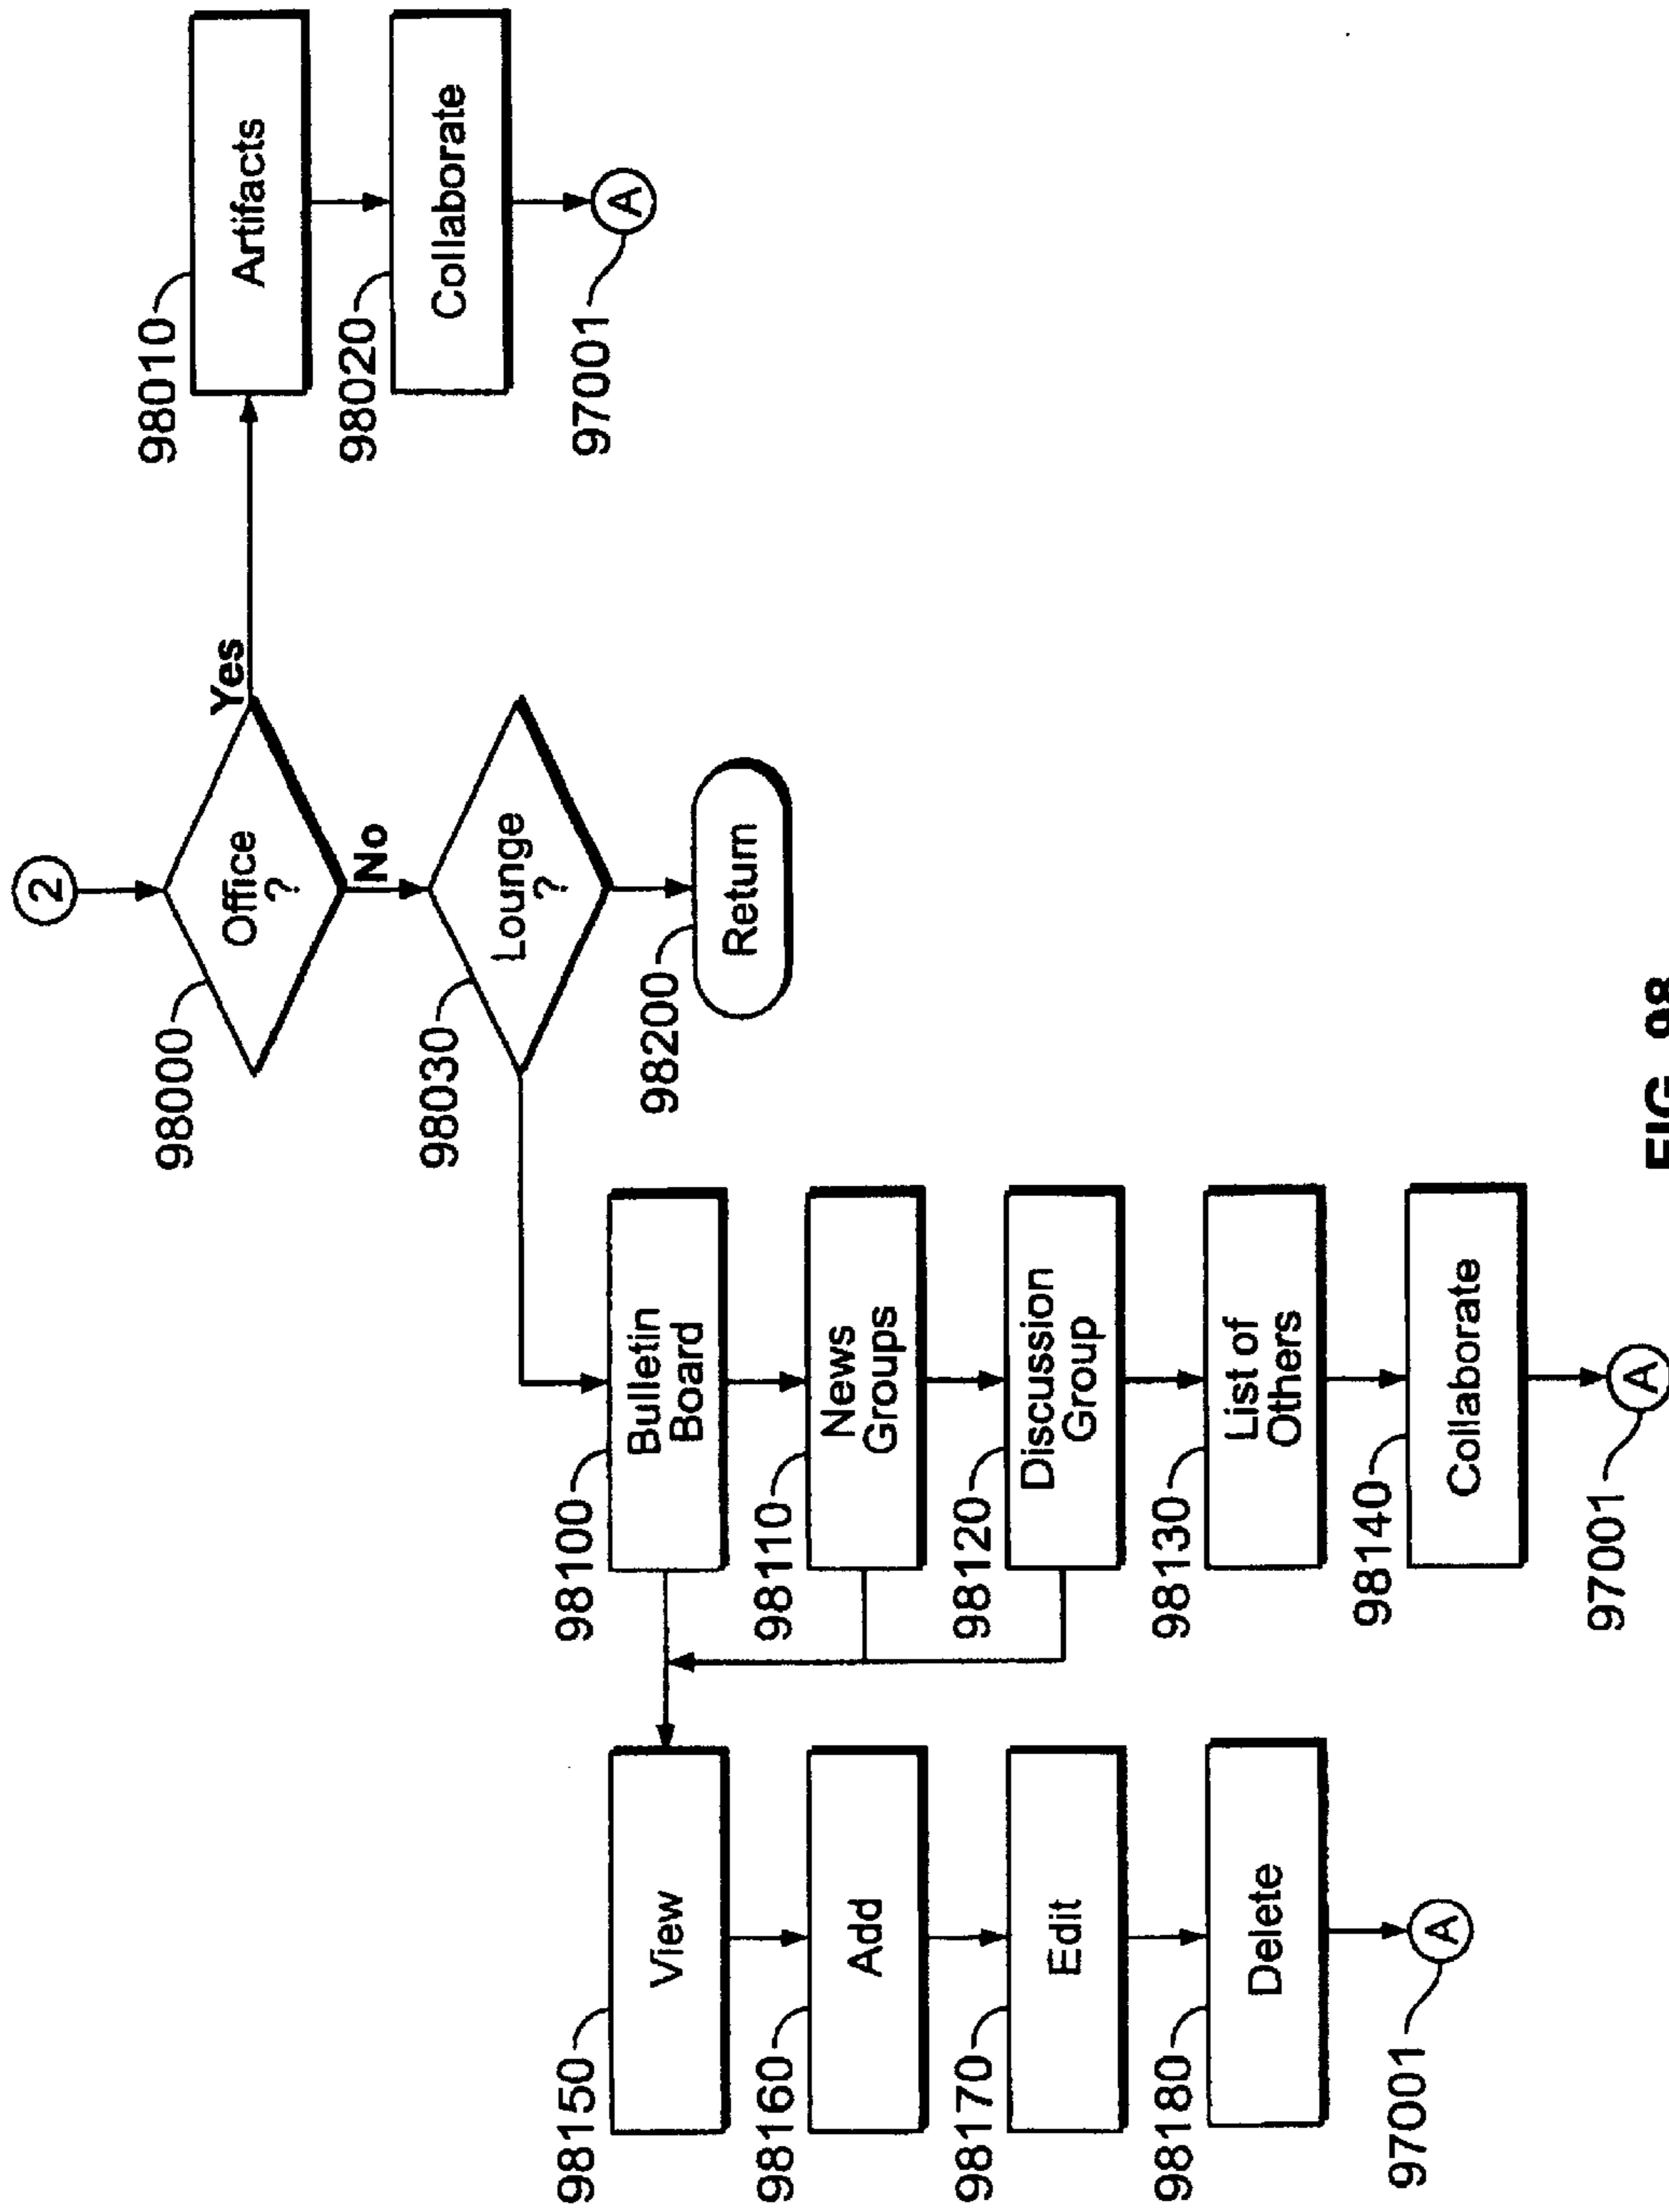 2
98000
Office
?
Yes
No
98010
Artifacts
98020
Collaborate
97001
A
98030
Lounge
?
98200
Return
98100
Bulletin
Board
98110
News
Groups
98120
Discussion
Group
98130
List of
Others
98140
Collaborate
97001
A
98150
View
98160
Add
98170
Edit
98180
Delete
97001
A
FIG. 98